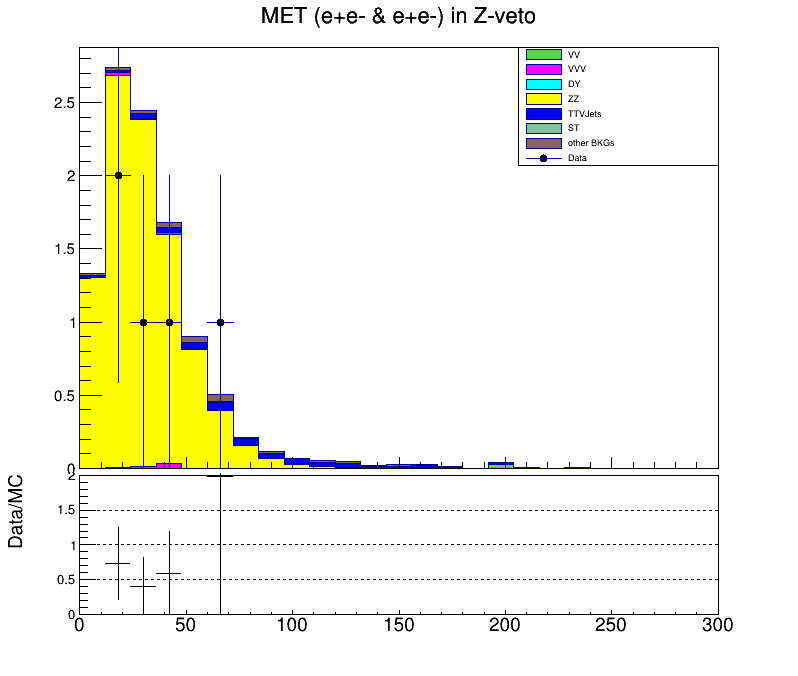 MET (e+e- & e+e-) in Z-veto
VV
VVV
DY
ZZ
TTVJets
ST
other BKGs
Data
2.5
2
1.5
1
0.5
0
Data/MC
2
1.5
1
0.5
0
0 50 100 150 200 250 300